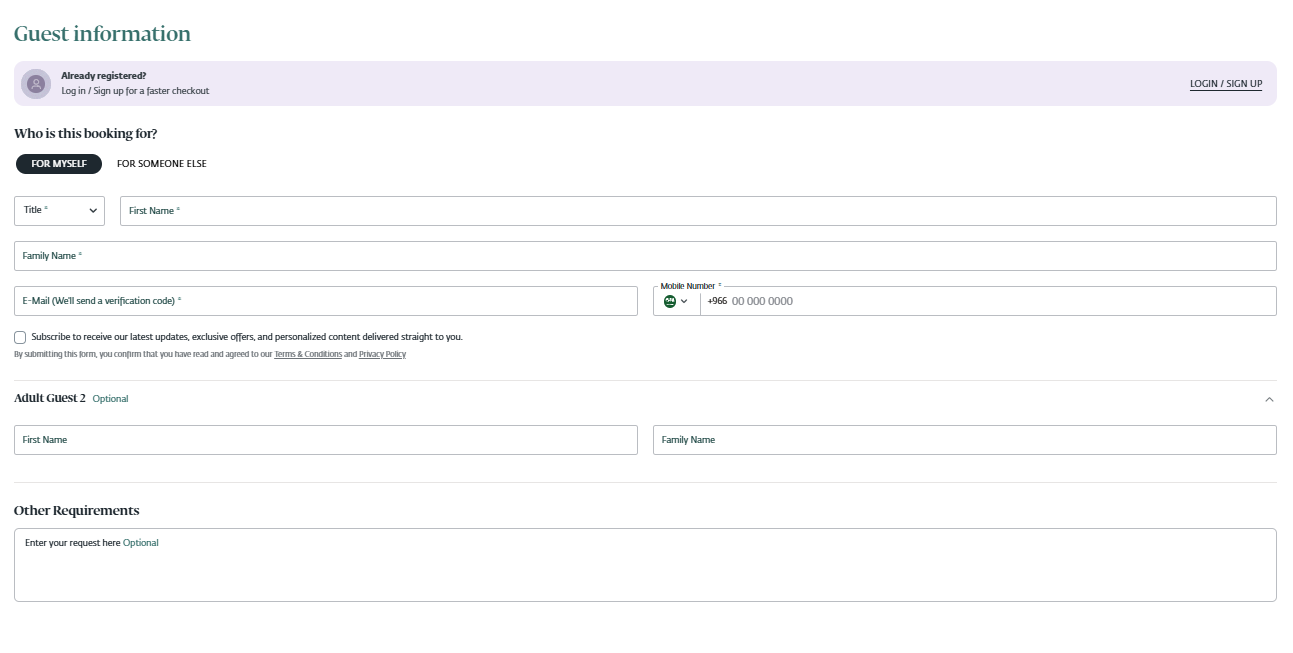 Guest information
Already registered?
Log in / Sign up for a faster checkout
LOGIN / SIGN UP
Who is this booking for?
FOR MYSELF
FOR SOMEONE ELSE
Title *
First Name *
Family Name *
E-Mail (We'll send a verification code) *
Mobile Number *
+966 00 000 0000
Subscribe to receive our latest updates, exclusive offers, and personalized content delivered straight to you.
By submitting this form, you confirm that you have read and agreed to our Terms & Conditions and Privacy Policy
Adult Guest 2 Optional
First Name
Family Name
Other Requirements
Enter your request here Optional